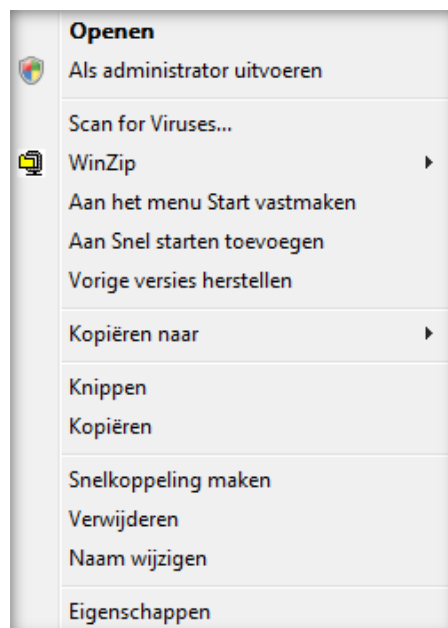 Openen
Als administrator uitvoeren
Scan for Viruses...
WinZip
Aan het menu Start vastmaken
Aan Snel starten toevoegen
Vorige versies herstellen
Kopiëren naar
Knippen
Kopiëren
Snelkoppeling maken
Verwijderen
Naam wijzigen
Eigenschappen